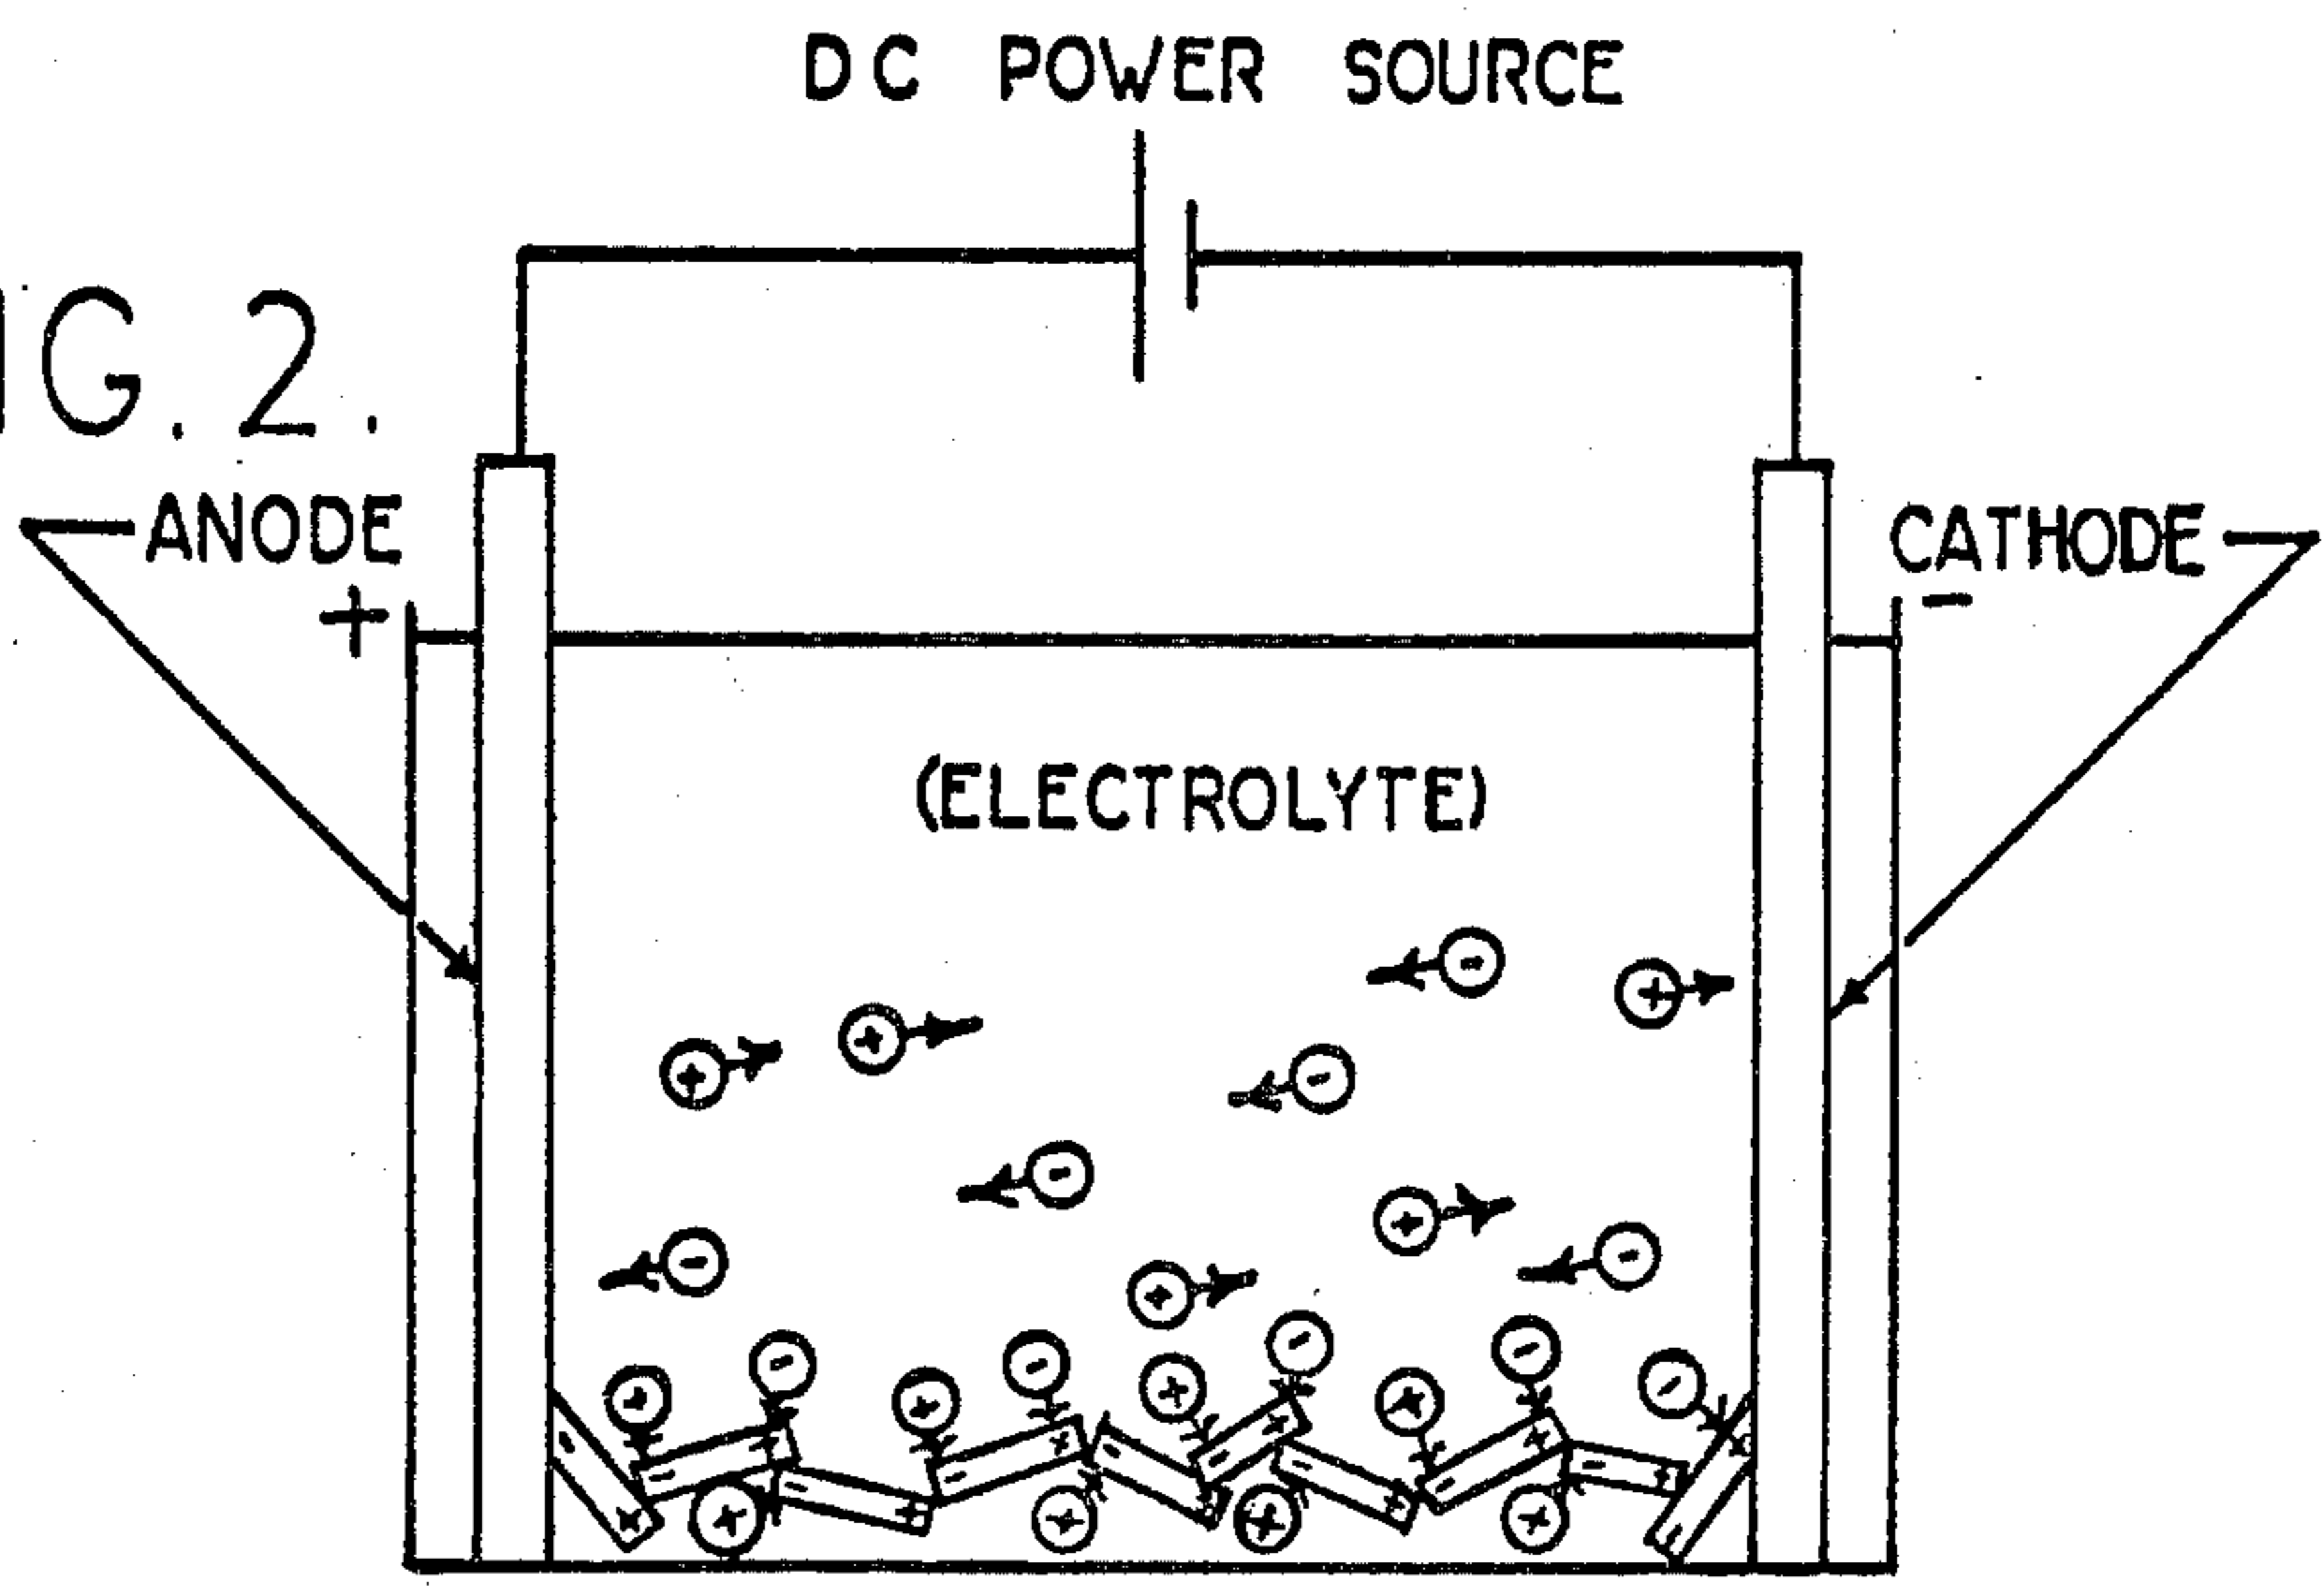 DC POWER SOURCE
IG.2.
ANODE
+
CATHODE
-
(ELECTROLYTE)